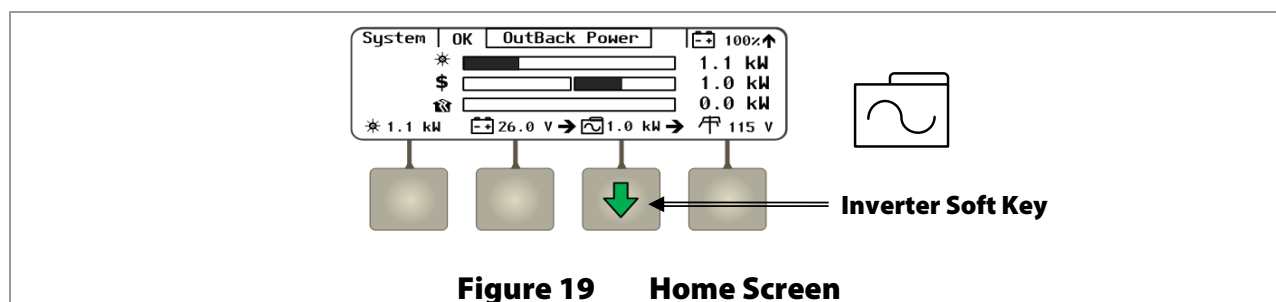 System OK OutBack Power 100%
1.1 kW
$ 1.0 kW
0.0 kW
1.1 kW 26.0 V 1.0 kW 115 V
Inverter Soft Key
Figure 19 Home Screen